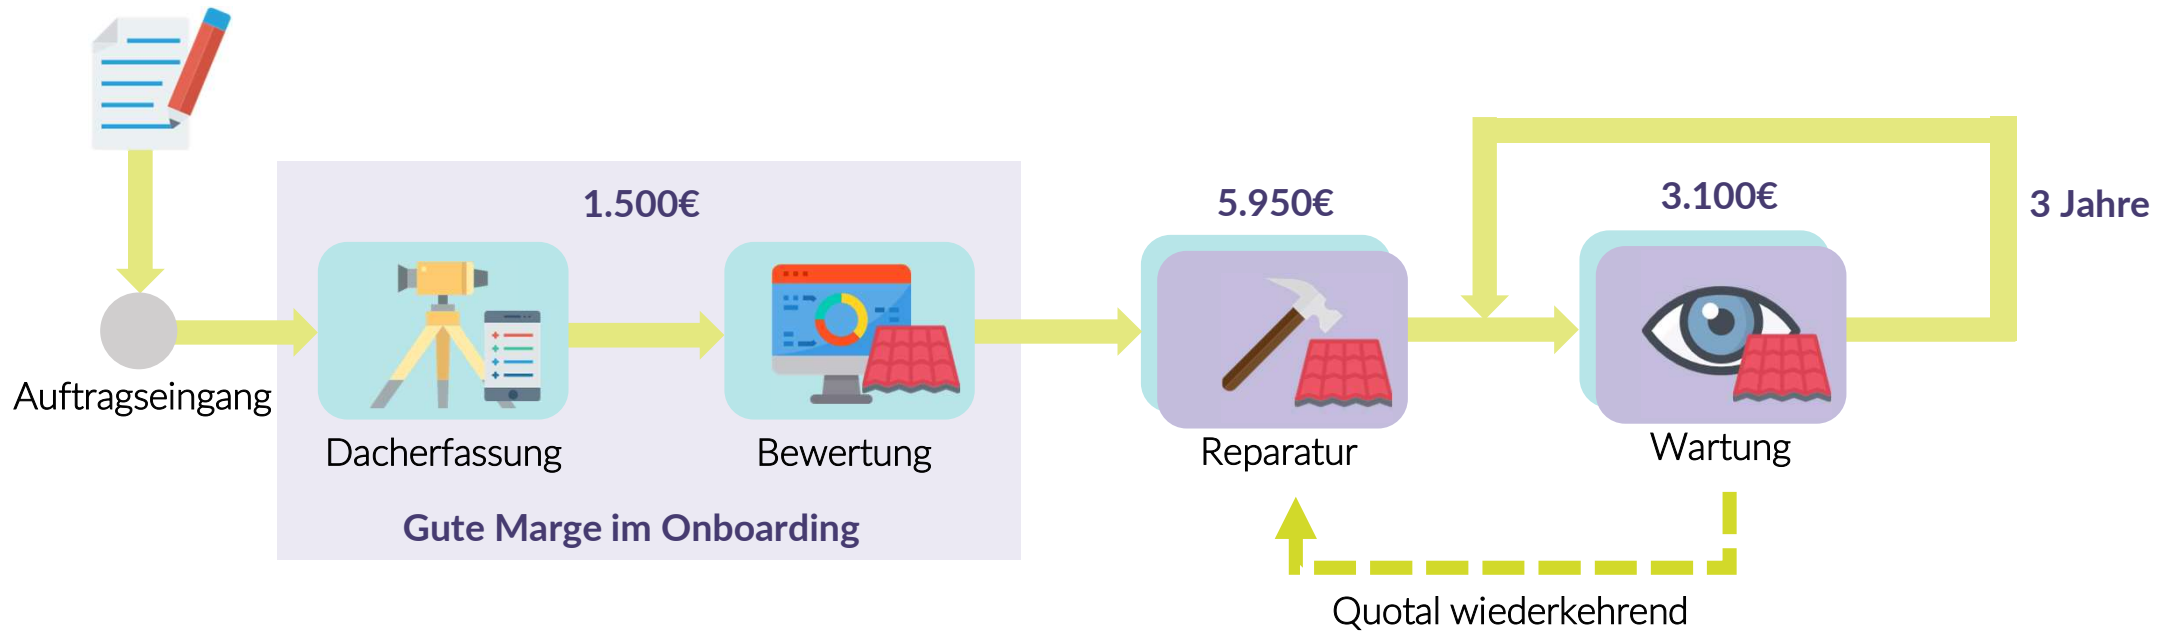 1.500€
5.950€
3.100€
3 Jahre
Auftragseingang
Dacherfassung
Bewertung
Reparatur
Wartung
Gute Marge im Onboarding
Quotal wiederkehrend